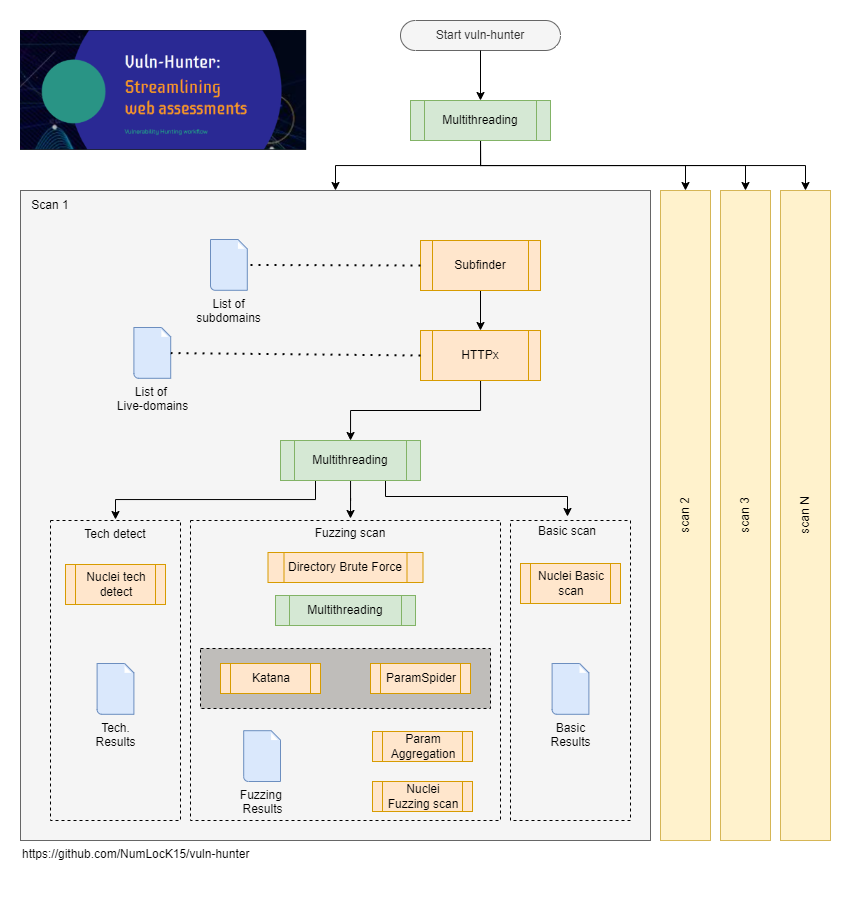 Start vuln-hunter
Vuln-Hunter:
Streamlining
web assessments
Vulnerability Hunting workflow
Multithreading
Scan 1
Subfinder
List of
subdomains
HTTPx
List of
Live-domains
Multithreading
scan 2
scan 3
scan N
Tech detect
Nuclei tech
detect
Tech.
Results
Fuzzing scan
Directory Brute Force
Multithreading
Katana
ParamSpider
Param
Aggregation
Nuclei
Fuzzing scan
Fuzzing
Results
Basic scan
Nuclei Basic
scan
Basic
Results
https://github.com/NumLocK15/vuln-hunter